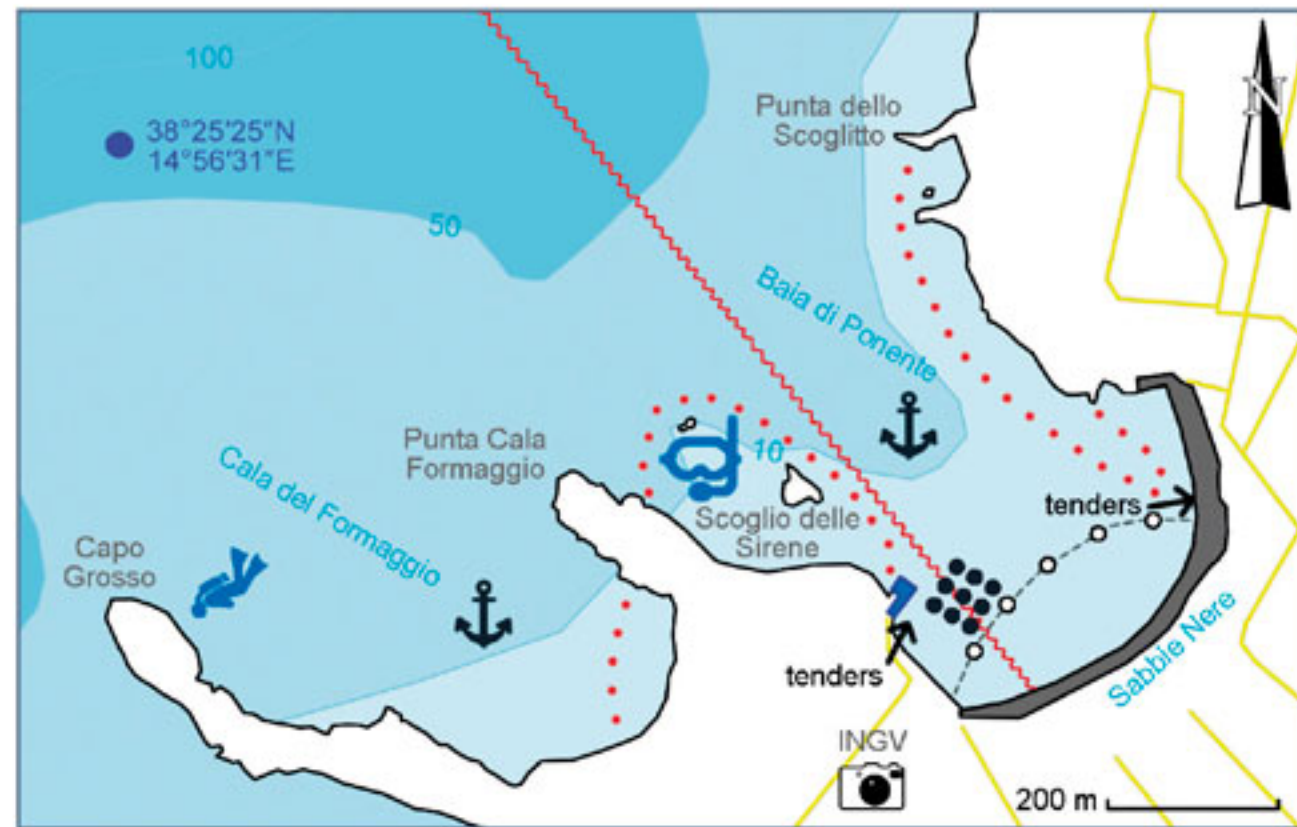 100
38°25'25"N
14°56'31"E
Punta dello
Scoglitto
N
50
Baia di Ponente
Punta Cala
Formaggio
10
Cala del Formaggio
Scoglio delle
Sirene
tenders
Capo
Grosso
tenders
Sabbie Nere
INGV
200 m